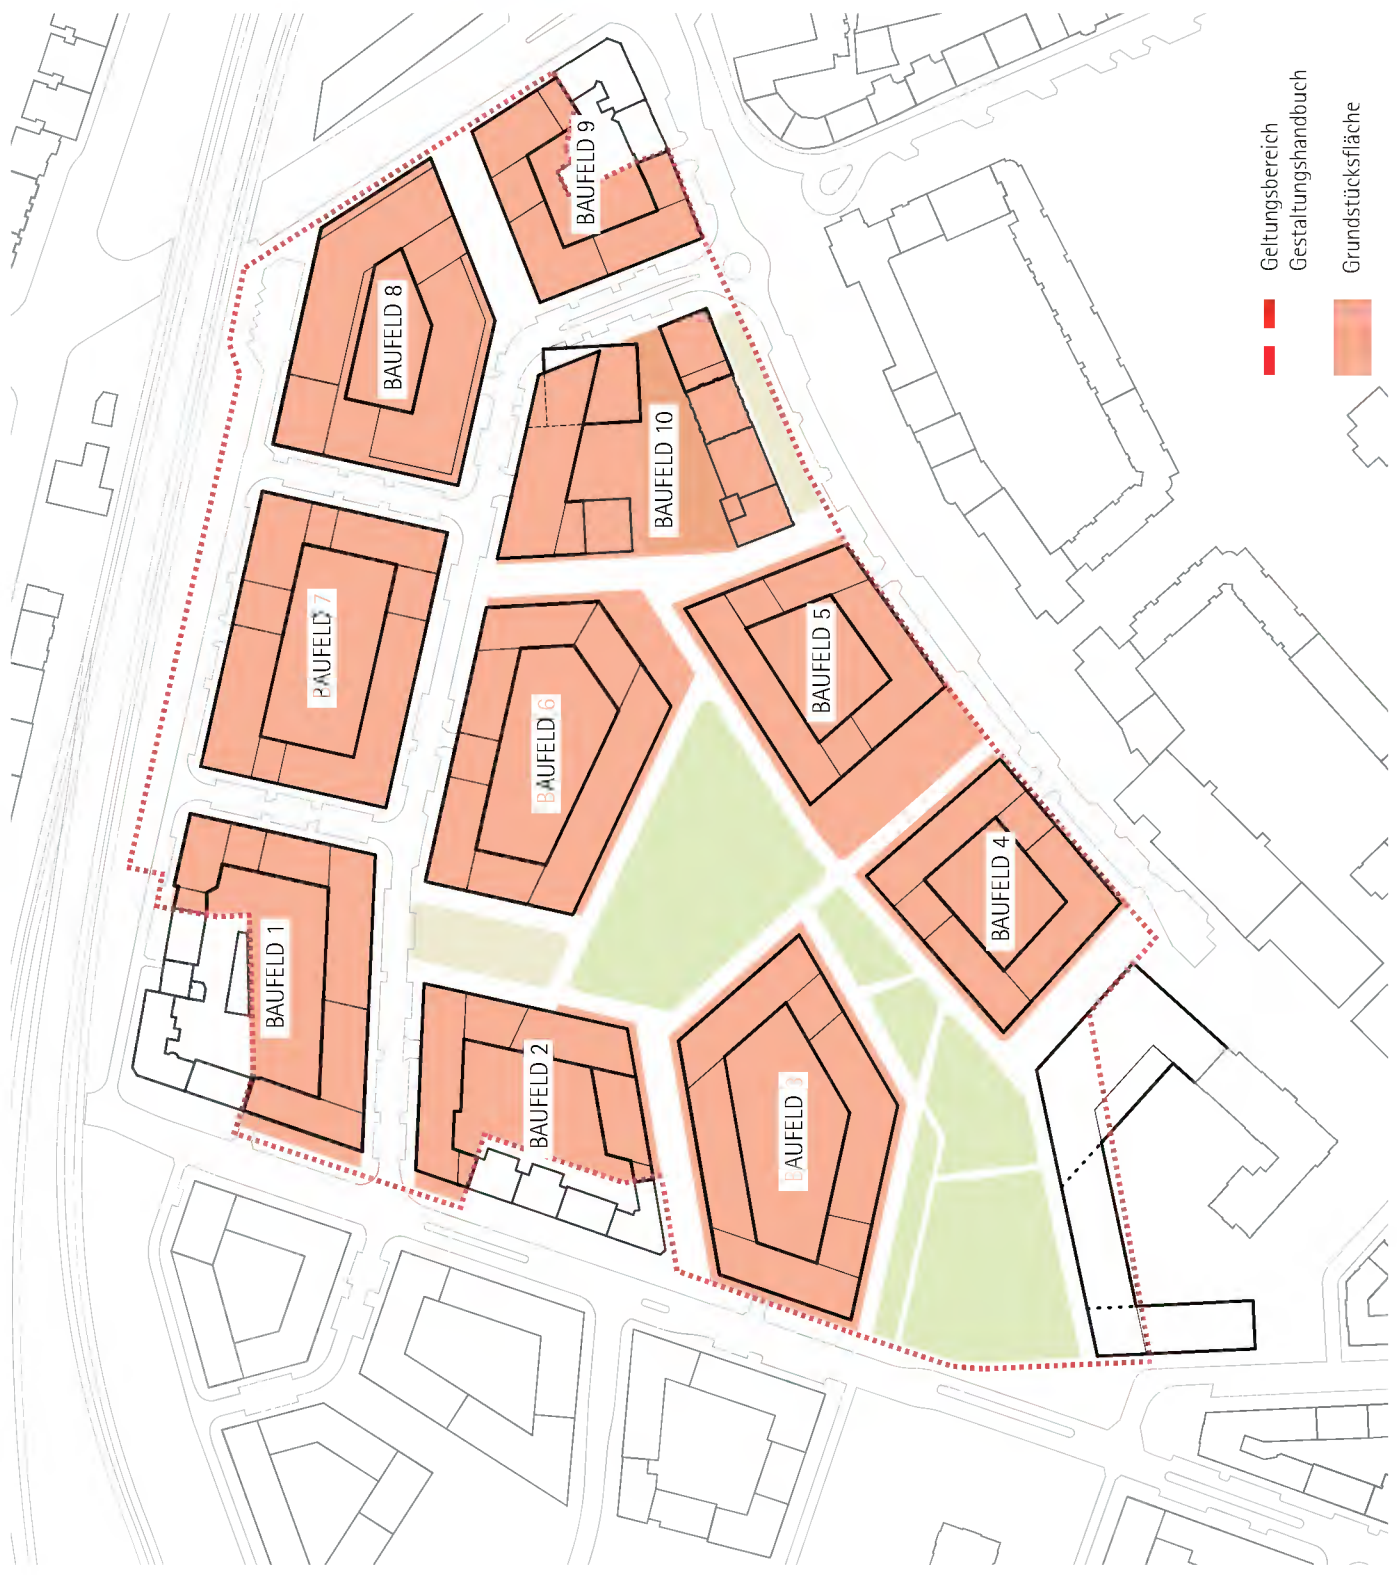 BAUFELD 1
BAUFELD 2
BAUFELD 3
BAUFELD 4
BAUFELD 5
BAUFELD 6
BAUFELD 7
BAUFELD 8
BAUFELD 9
BAUFELD 10
Geltungsbereich
Gestaltungshandbuch
Grundstücksfläche